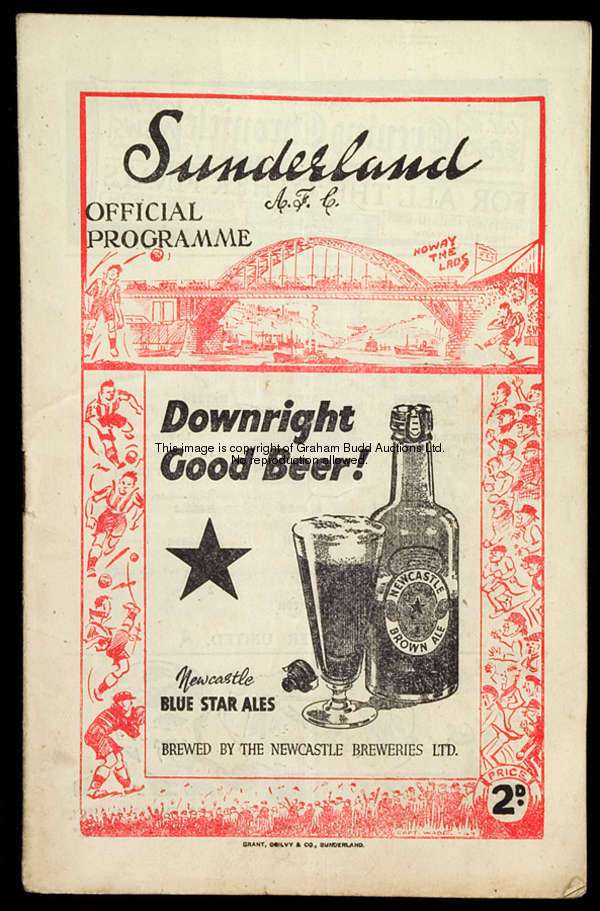 Sunderland
A.F.C.
OFFICIAL
PROGRAMME
HOWAY
THE
LADS
Downright
Good Beer!
This image is copyright of Graham Budd Auctions Ltd.
No reproduction allowed.
NEWCASTLE
BROWN ALE
Newcastle
BLUE STAR ALES
BREWED BY THE NEWCASTLE BREWERIES LTD.
PRICE
2D.
GRANT, OGILVY & CO., SUNDERLAND.